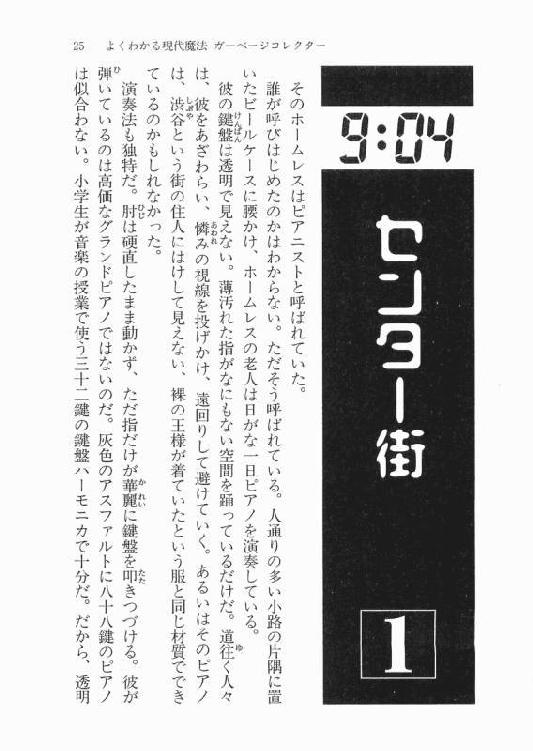 25　よくわかる現代魔法 ガーベージコレクター
9:04
センター街
1
そのホームレスはピアニストと呼ばれていた。
誰が呼びはじめたのかはわからない。ただそう呼ばれている。人通りの多い小路の片隅に置
いたビールケースに腰かけ、ホームレスの老人は日がな一日ピアノを演奏している。
彼の鍵盤は透明で見えない。薄汚れた指がなにもない空間を踊っているだけだ。道往く人々
は、彼をあざわらい、憐みの視線を投げかけ、遠回りして避けていく。あるいはそのピアノ
は、渋谷という街の住人にはけして見えない、裸の王様が着ていたという服と同じ材質ででき
ているのかもしれなかった。
演奏法も独特だ。肘は硬直したまま動かず、ただ指だけが華麗に鍵盤を叩きつづける。彼が
弾いているのは高価なグランドピアノではないのだ。灰色のアスファルトに八十八鍵のピアノ
は似合わない。小学生が音楽の授業で使う三十二鍵の鍵盤ハーモニカで十分だ。だから、透明